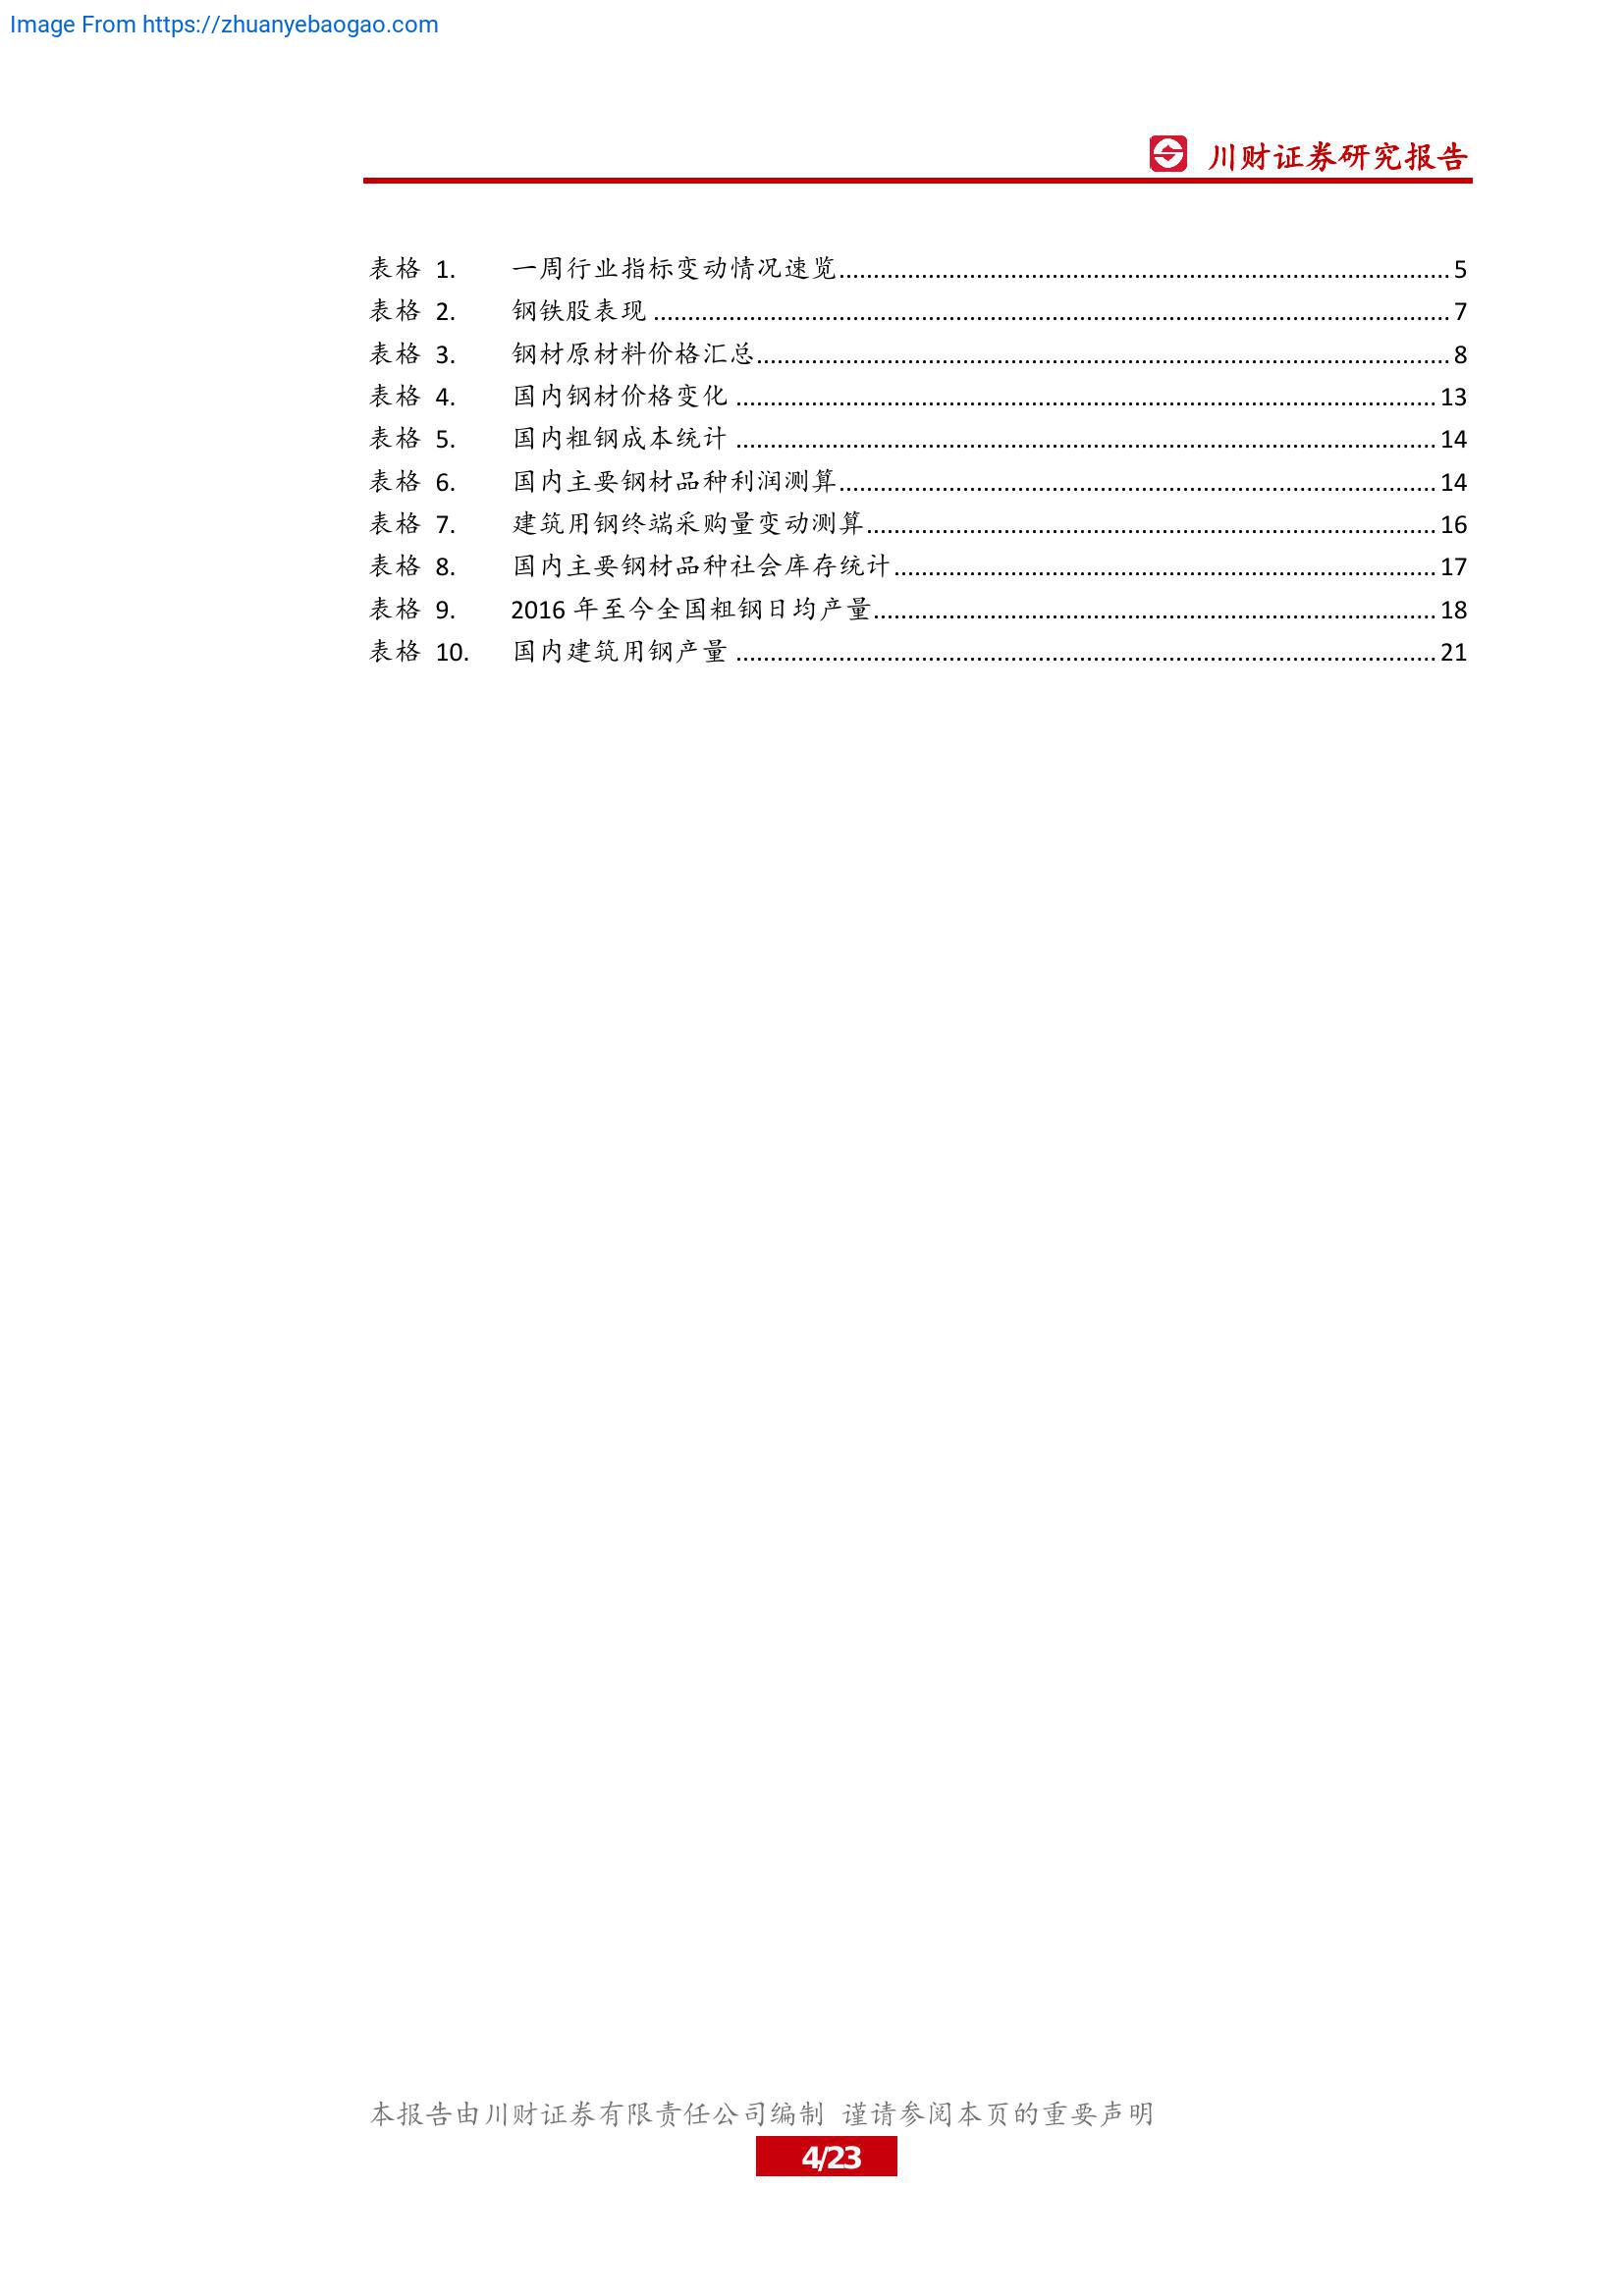 Image From https://zhuanyebaogao.com
川财证券研究报告
表格 1. 一周行业指标变动情况速览 5
表格 2. 钢铁股表现 7
表格 3. 钢材原材料价格汇总 8
表格 4. 国内钢材价格变化 13
表格 5. 国内粗钢成本统计 14
表格 6. 国内主要钢材品种利润测算 14
表格 7. 建筑用钢终端采购量变动测算 16
表格 8. 国内主要钢材品种社会库存统计 17
表格 9. 2016 年至今全国粗钢日均产量 18
表格 10. 国内建筑用钢产量 21
本报告由川财证券有限责任公司编制 谨请参阅本页的重要声明
4/23